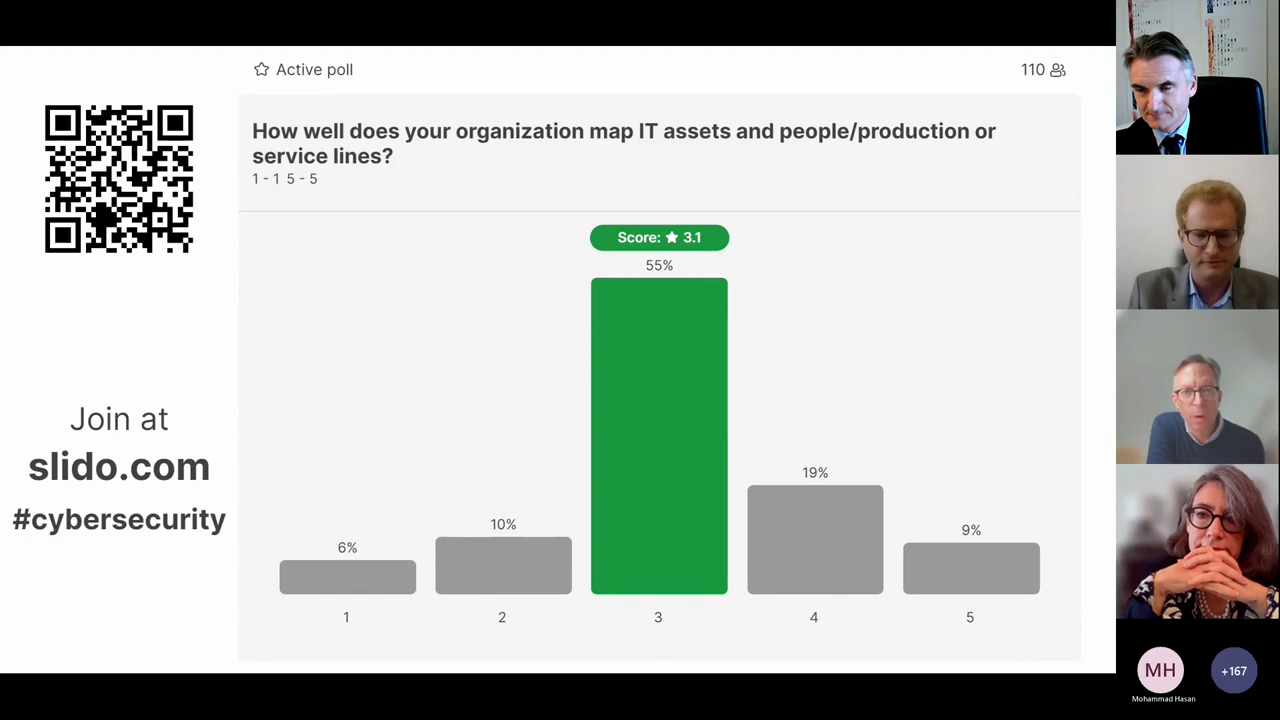 Active poll
110
How well does your organization map IT assets and people/production or
service lines?
1 - 1 5 - 5
Score: ★ 3.1
55%
19%
10%
9%
6%
1
2
3
4
5
Join at
slido.com
#cybersecurity
MH
+167
Mohammad Hasan